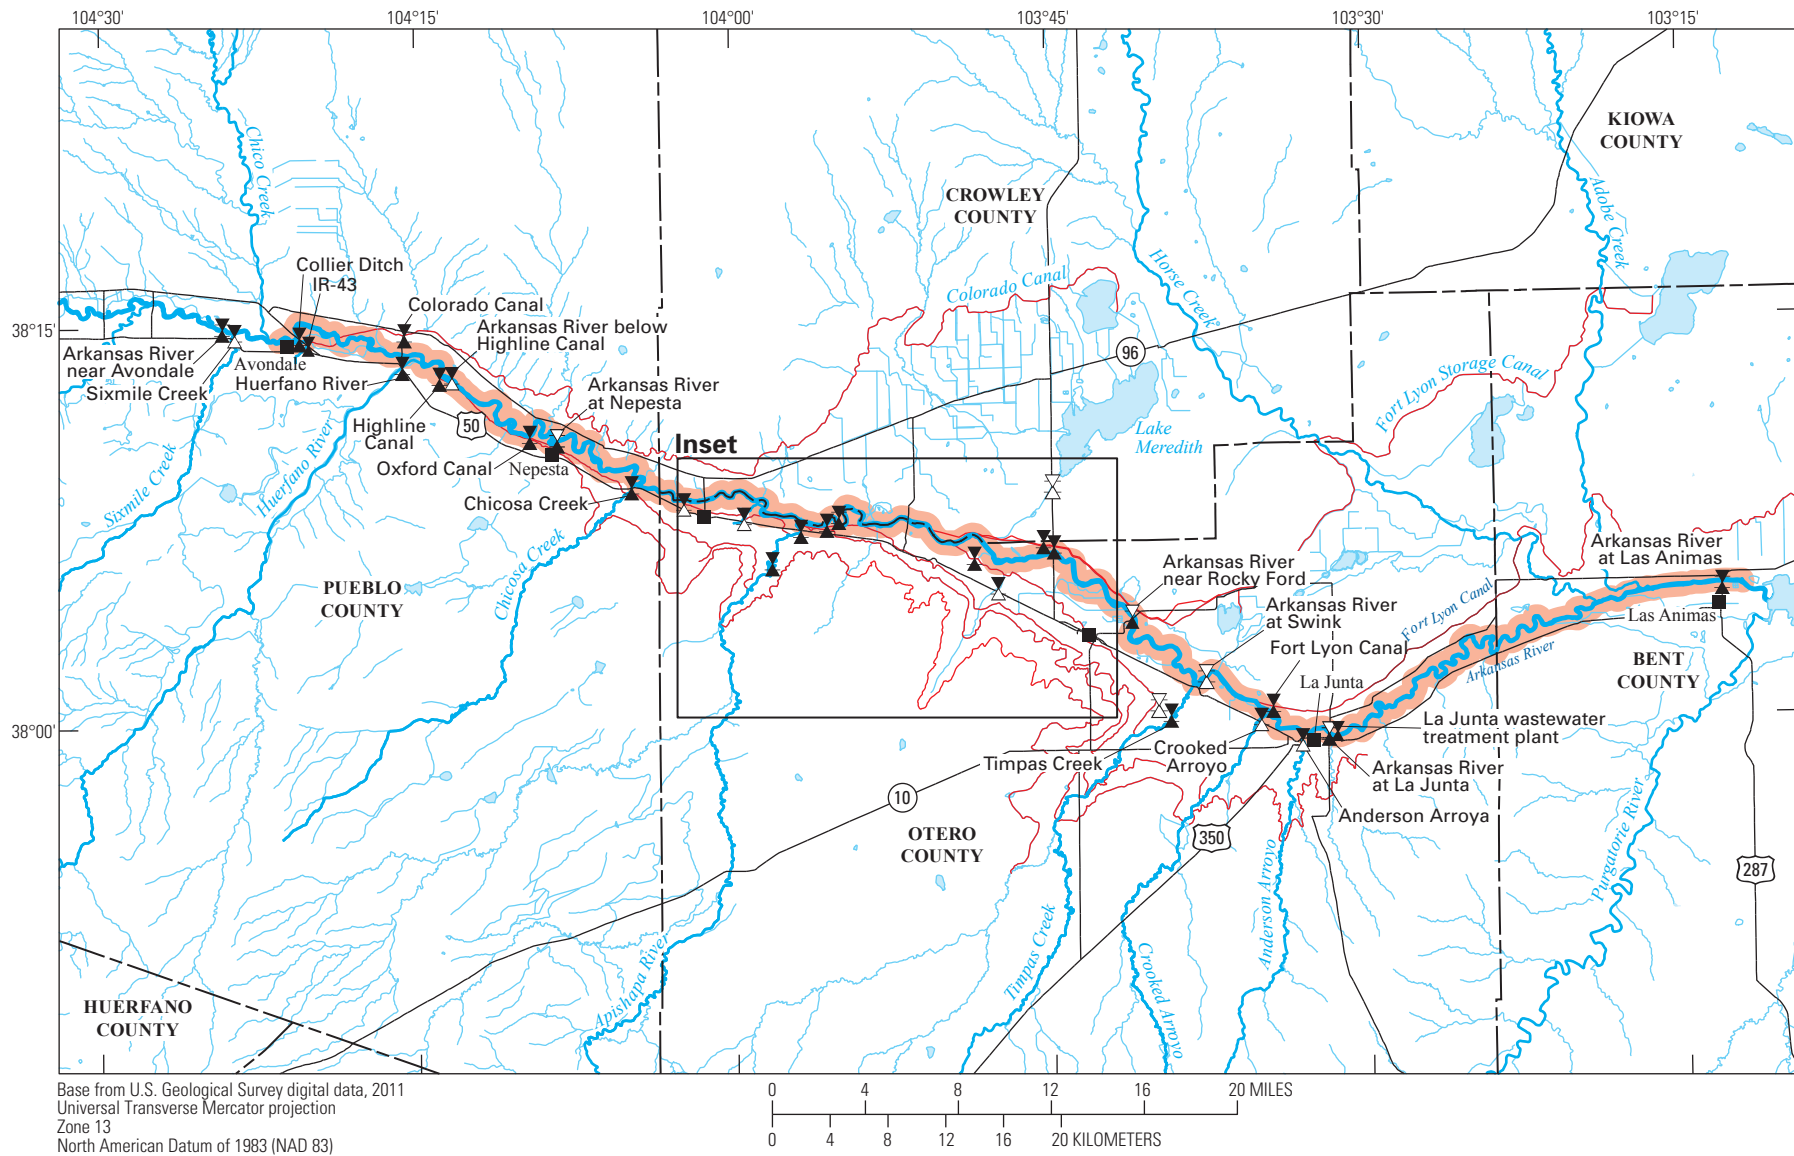 104°30'
104°15'
104°00'
103°45'
103°30'
103°15'
KIOWA
COUNTY
Chico Creek
CROWLEY
COUNTY
Adobe Creek
Collier Ditch
IR-43
Colorado Canal
Horse Creek
Colorado Canal
Arkansas River below
Highline Canal
38°15'
Arkansas River
near Avondale
Avondale
96
Sixmile Creek
Huerfano River
Arkansas River
at Nepesta
Fort Lyon Storage Canal
Highline
Canal
50
Lake
Meredith
Inset
Oxford Canal
Nepesta
Sixmile Creek
Huerfano River
Chicosa Creek
Arkansas River
at Las Animas
Chicosa Creek
Arkansas River
near Rocky Ford
PUEBLO
COUNTY
Arkansas River
at Swink
Fort Lyon Canal
Las Animas
Fort Lyon Canal
Arkansas River
BENT
COUNTY
La Junta
38°00'
La Junta wastewater
treatment plant
Timpas Creek
Crooked
Arroyo
Arkansas River
at La Junta
10
Anderson Arroya
OTERO
COUNTY
350
Purgatorie River
287
Anderson Arroyo
Timpas Creek
Crooked Arroyo
Apishapa River
HUERFANO
COUNTY
Base from U.S. Geological Survey digital data, 2011
Universal Transverse Mercator projection
Zone 13
North American Datum of 1983 (NAD 83)
0 4 8 12 16 20 MILES
0 4 8 12 16 20 KILOMETERS